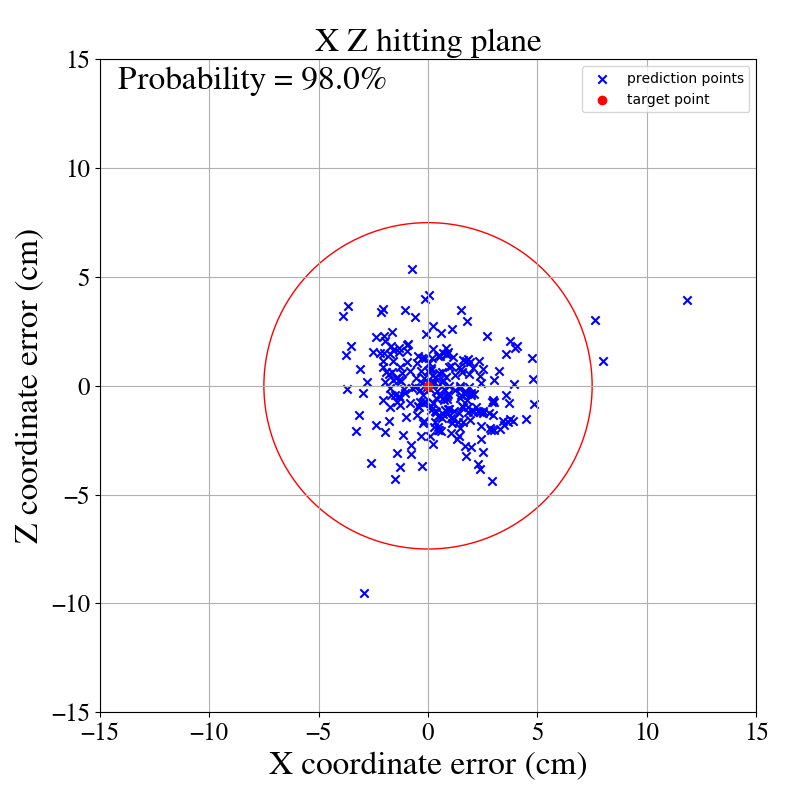 X Z hitting plane
Probability = 98.0%
prediction points
target point
15
10
5
0
−5
−10
−15
Z coordinate error (cm)
−15
−10
−5
0
5
10
15
X coordinate error (cm)